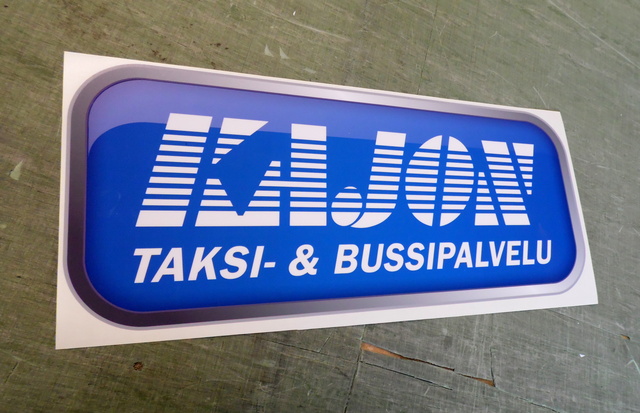 KAJON
TAKSI- & BUSSIPALVELU